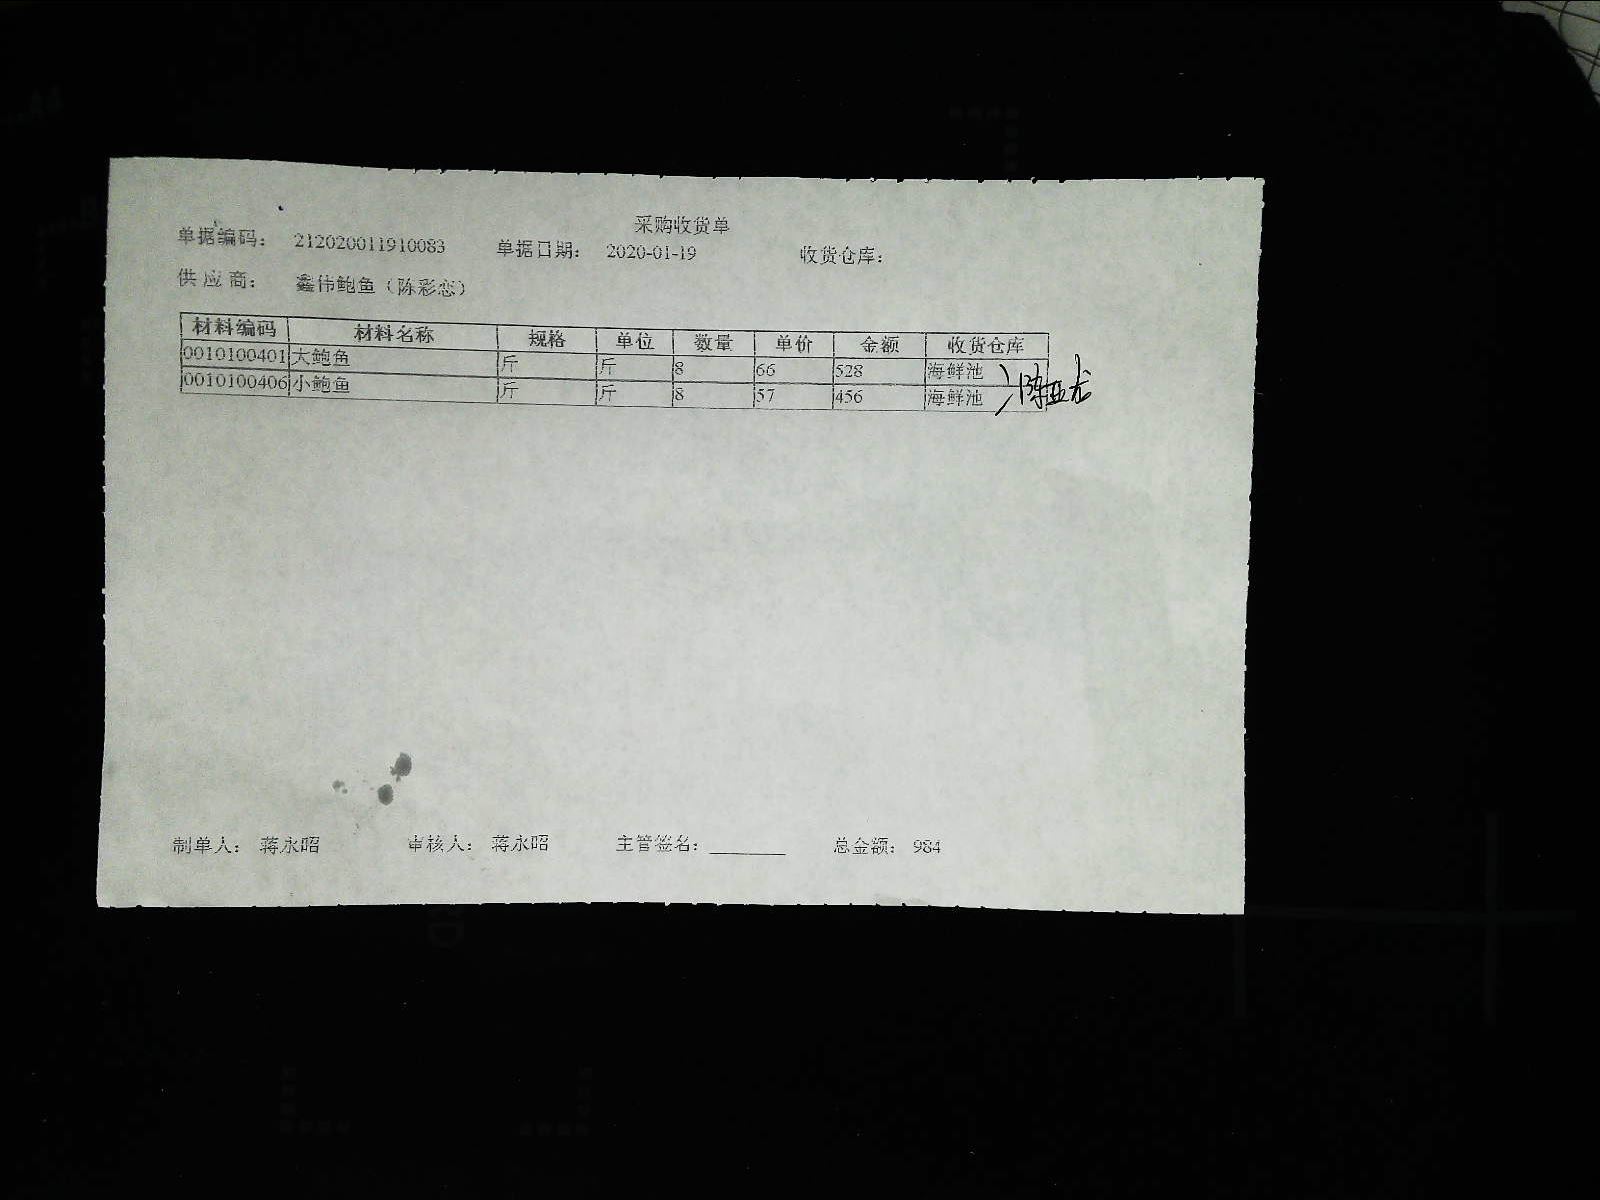 采购收货单
单据编码： 212020011910083 单据日期： 2020-01-19 收货仓库：
供 应 商： 鑫伟鲍鱼（陈彩恋）
材料编码 材料名称 规格 单位 数量 单价 金额 收货仓库
0010100401 大鲍鱼 斤 斤 8 66 528 海鲜池
0010100406 小鲍鱼 斤 斤 8 57 456 海鲜池
制单人： 蒋永昭 审核人： 蒋永昭 主管签名： 总金额： 984